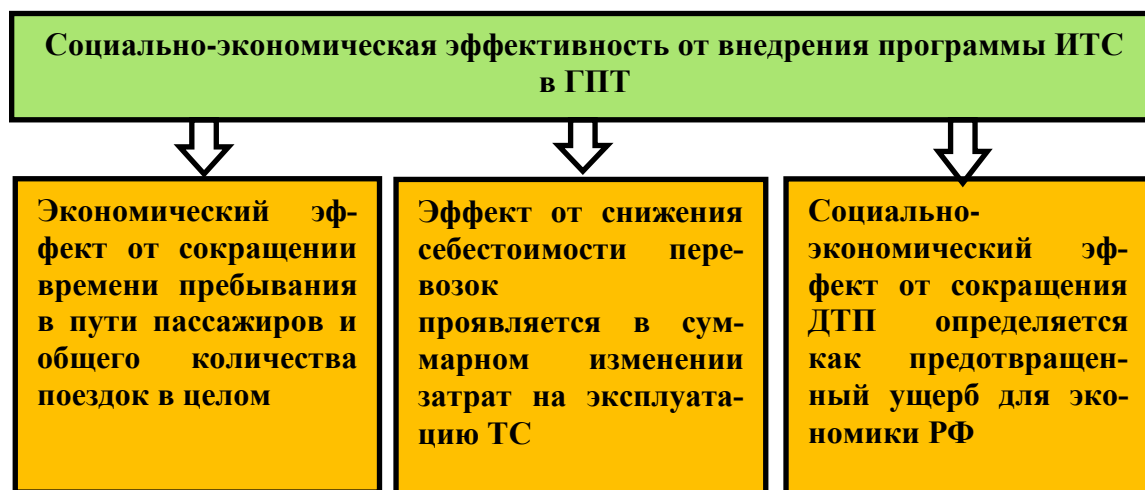 Социально-экономическая эффективность от внедрения программы ИТС
в ГПТ
Экономический эф-
фект от сокращении
времени пребывания
в пути пассажиров и
общего количества
поездок в целом
Эффект от снижения
себестоимости пере-
возок
проявляется в сум-
марном изменении
затрат на эксплуата-
цию ТС
Социально-
экономический эф-
фект от сокращения
ДТП определяется
как предотвращен-
ный ущерб для эко-
номики РФ